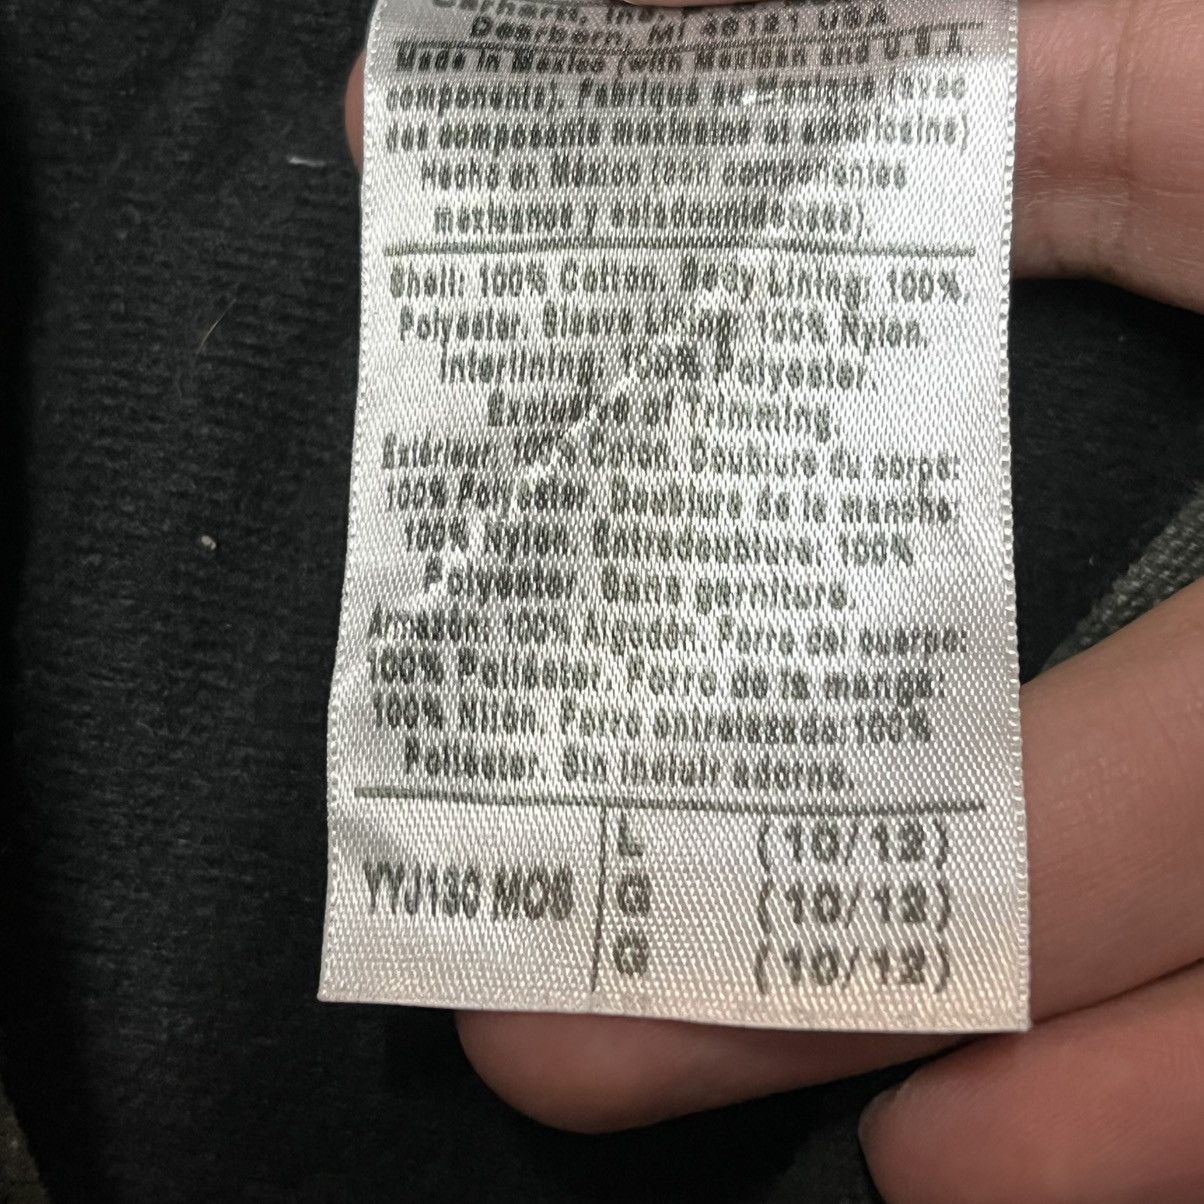 Carhartt, Inc.,
Dearborn, MI 48121 USA
Made in Mexico (with Mexican and U.S.A.
components). Fabriqué au Mexique (avec
des composants mexicains et américains)
Hecho en México (con componentes
mexicanos y estadounidenses)
Shell: 100% Cotton. Body Lining: 100%
Polyester. Sleeve Lining: 100% Nylon.
Interlining: 100% Polyester.
Exclusive of Trimming
Extérieur: 100% Coton. Doublure du corps:
100% Polyester. Doublure de la manche:
100% Nylon. Entredoublure: 100%
Polyester. Sans garniture.
Armazón: 100% Algodón. Forro del cuerpo:
100% Poliéster. Forro de la manga:
100% Nilón. Forro entrelazado: 100%
Poliéster. Sin incluir adorno.
YYJ130 MOS L (10/12)
G (10/12)
G (10/12)